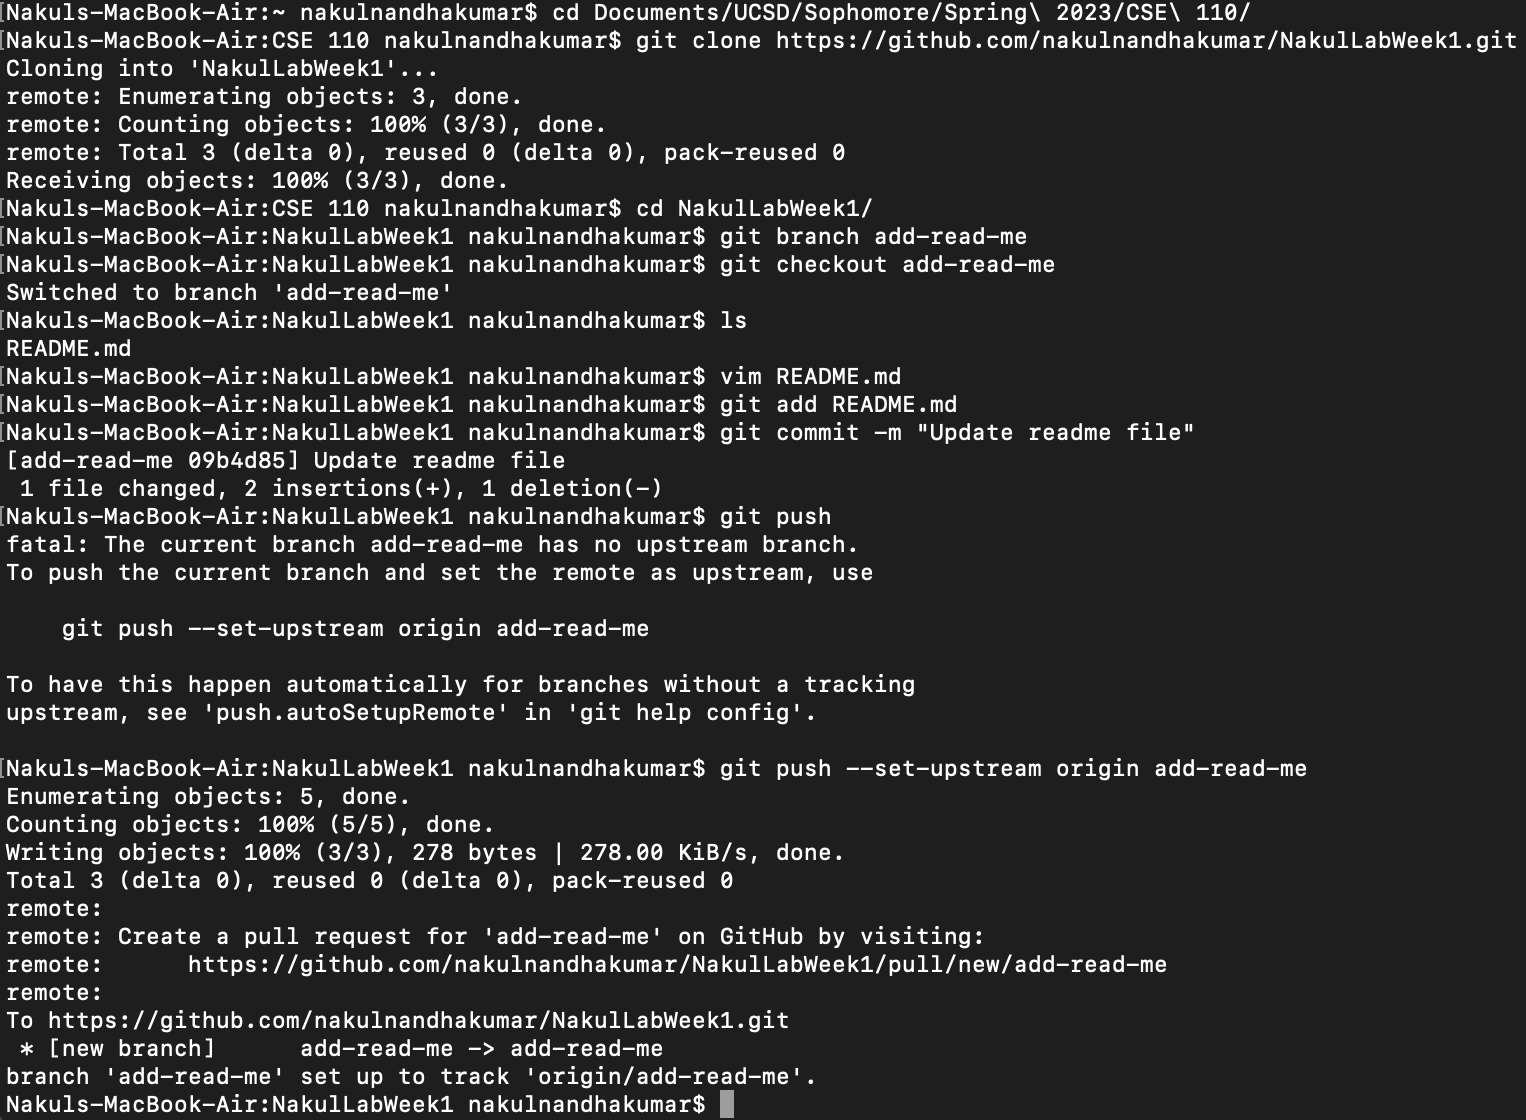 [Nakuls-MacBook-Air:~ nakulnandhakumar$ cd Documents/UCSD/Sophomore/Spring\ 2023/CSE\ 110/
[Nakuls-MacBook-Air:CSE 110 nakulnandhakumar$ git clone https://github.com/nakulnandhakumar/NakulLabWeek1.git
Cloning into 'NakulLabWeek1'...
remote: Enumerating objects: 3, done.
remote: Counting objects: 100% (3/3), done.
remote: Total 3 (delta 0), reused 0 (delta 0), pack-reused 0
Receiving objects: 100% (3/3), done.
[Nakuls-MacBook-Air:CSE 110 nakulnandhakumar$ cd NakulLabWeek1/
[Nakuls-MacBook-Air:NakulLabWeek1 nakulnandhakumar$ git branch add-read-me
[Nakuls-MacBook-Air:NakulLabWeek1 nakulnandhakumar$ git checkout add-read-me
Switched to branch 'add-read-me'
[Nakuls-MacBook-Air:NakulLabWeek1 nakulnandhakumar$ ls
README.md
[Nakuls-MacBook-Air:NakulLabWeek1 nakulnandhakumar$ vim README.md
[Nakuls-MacBook-Air:NakulLabWeek1 nakulnandhakumar$ git add README.md
[Nakuls-MacBook-Air:NakulLabWeek1 nakulnandhakumar$ git commit -m "Update readme file"
[add-read-me 09b4d85] Update readme file
 1 file changed, 2 insertions(+), 1 deletion(-)
[Nakuls-MacBook-Air:NakulLabWeek1 nakulnandhakumar$ git push
fatal: The current branch add-read-me has no upstream branch.
To push the current branch and set the remote as upstream, use
    git push --set-upstream origin add-read-me
To have this happen automatically for branches without a tracking
upstream, see 'push.autoSetupRemote' in 'git help config'.
[Nakuls-MacBook-Air:NakulLabWeek1 nakulnandhakumar$ git push --set-upstream origin add-read-me
Enumerating objects: 5, done.
Counting objects: 100% (5/5), done.
Writing objects: 100% (3/3), 278 bytes | 278.00 KiB/s, done.
Total 3 (delta 0), reused 0 (delta 0), pack-reused 0
remote:
remote: Create a pull request for 'add-read-me' on GitHub by visiting:
remote:      https://github.com/nakulnandhakumar/NakulLabWeek1/pull/new/add-read-me
remote:
To https://github.com/nakulnandhakumar/NakulLabWeek1.git
 * [new branch]      add-read-me -> add-read-me
branch 'add-read-me' set up to track 'origin/add-read-me'.
Nakuls-MacBook-Air:NakulLabWeek1 nakulnandhakumar$